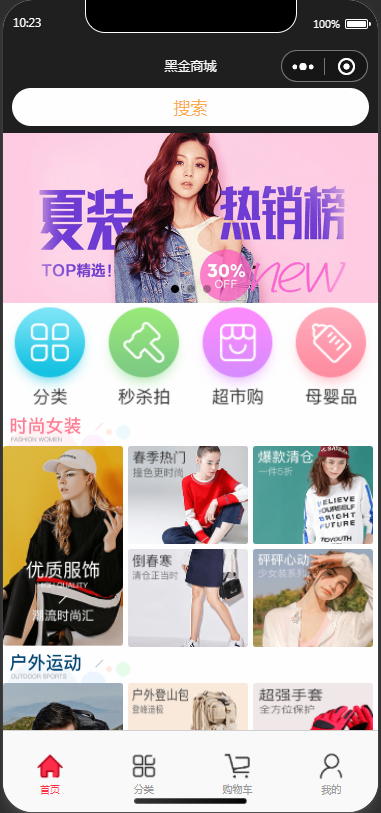 10:23
100%
黑金商城
搜索
夏装
热销榜
TOP精选!
30%
OFF
new
分类
秒杀拍
超市购
母婴品
时尚女装
FASHION WOMEN
优质服饰
HIGH QUALITY
潮流时尚汇
春季热门
撞色更时尚
爆款清仓
一件5折
BELIEVE
YOURSELF
BRIGHT
FUTURE
TOYOUTH
倒春寒
清仓正当时
砰砰心动
少女装系列
户外运动
OUTDOOR SPORTS
户外登山包
登峰造极
超强手套
全方位保护
首页
分类
购物车
我的